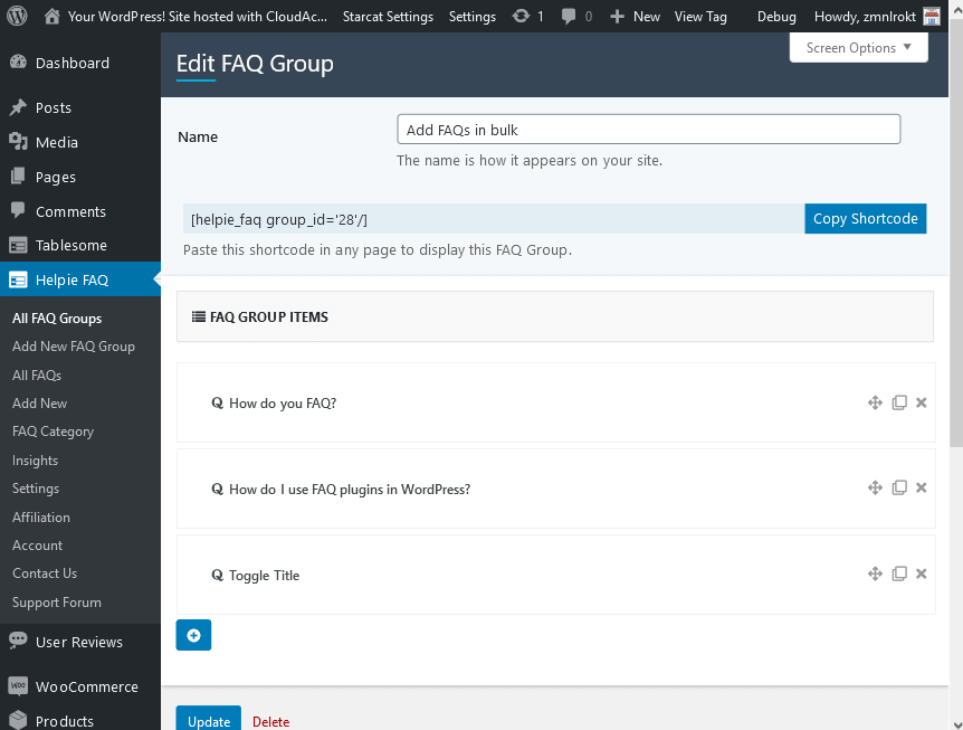 Your WordPress! Site hosted with CloudAc... Starcat Settings Settings 1 0 New View Tag Debug Howdy, zmnlrokt
Screen Options
Dashboard
Posts
Media
Pages
Comments
Tablesome
Helpie FAQ
All FAQ Groups
Add New FAQ Group
All FAQs
Add New
FAQ Category
Insights
Settings
Affiliation
Account
Contact Us
Support Forum
User Reviews
WooCommerce
Products
Edit FAQ Group
Name
Add FAQs in bulk
The name is how it appears on your site.
[helpie_faq group_id='28'/]
Copy Shortcode
Paste this shortcode in any page to display this FAQ Group.
FAQ GROUP ITEMS
Q How do you FAQ?
Q How do I use FAQ plugins in WordPress?
Q Toggle Title
Update Delete